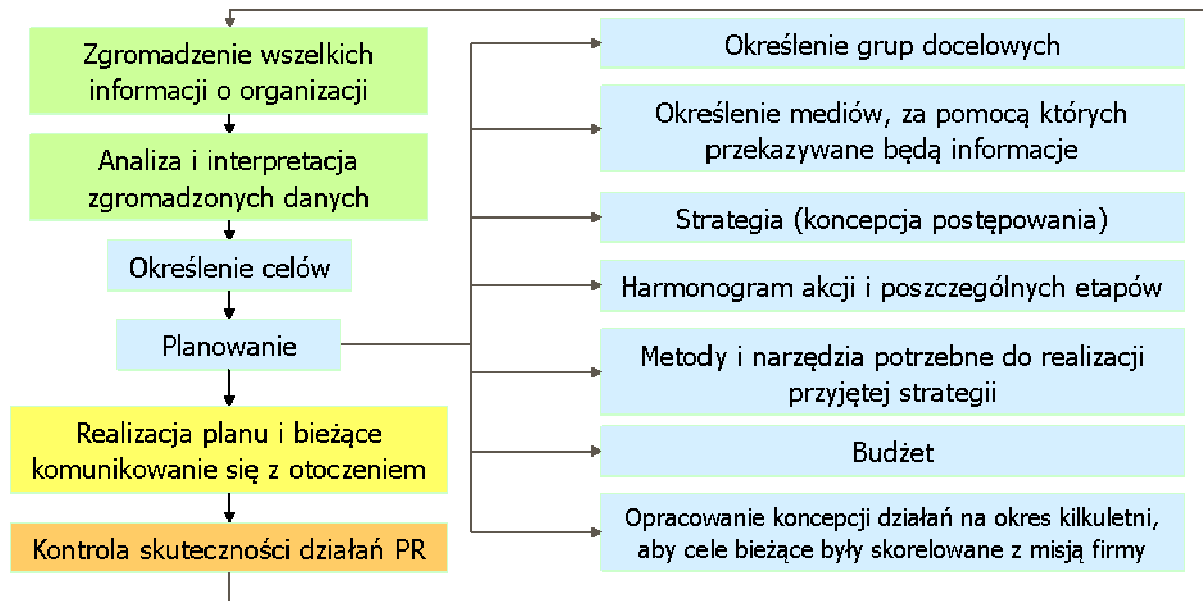 Zgromadzenie wszelkich
informacji o organizacji
Analiza i interpretacja
zgromadzonych danych
Określenie celów
Planowanie
Realizacja planu i bieżące
komunikowanie się z otoczeniem
Kontrola skuteczności działań PR
Określenie grup docelowych
Określenie mediów, za pomocą których
przekazywane będą informacje
Strategia (koncepcja postępowania)
Harmonogram akcji i poszczególnych etapów
Metody i narzędzia potrzebne do realizacji
przyjętej strategii
Budżet
Opracowanie koncepcji działań na okres kilkuletni,
aby cele bieżące były skorelowane z misją firmy